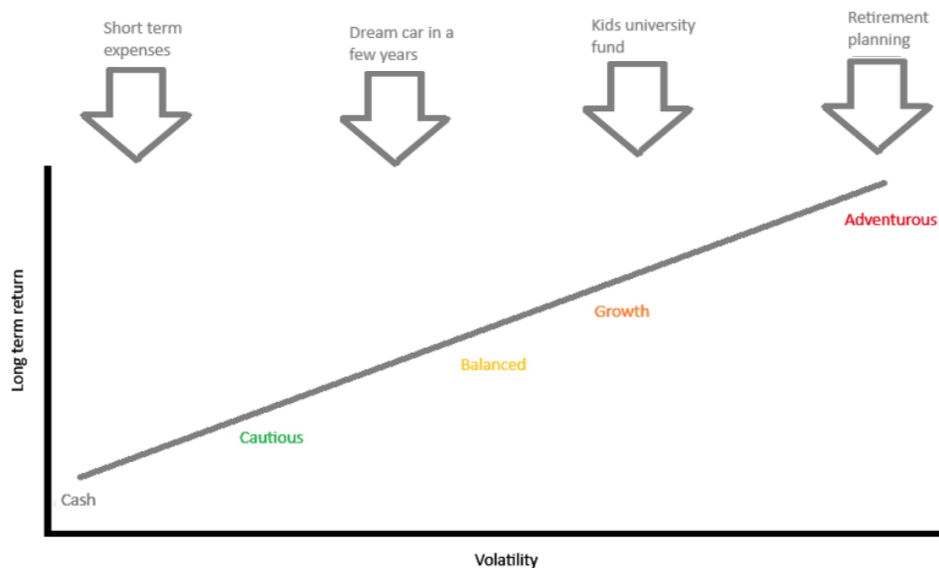 Short term
expenses
Dream car in a
few years
Kids university
fund
Retirement
planning
Long term return
Adventurous
Growth
Balanced
Cautious
Cash
Volatility